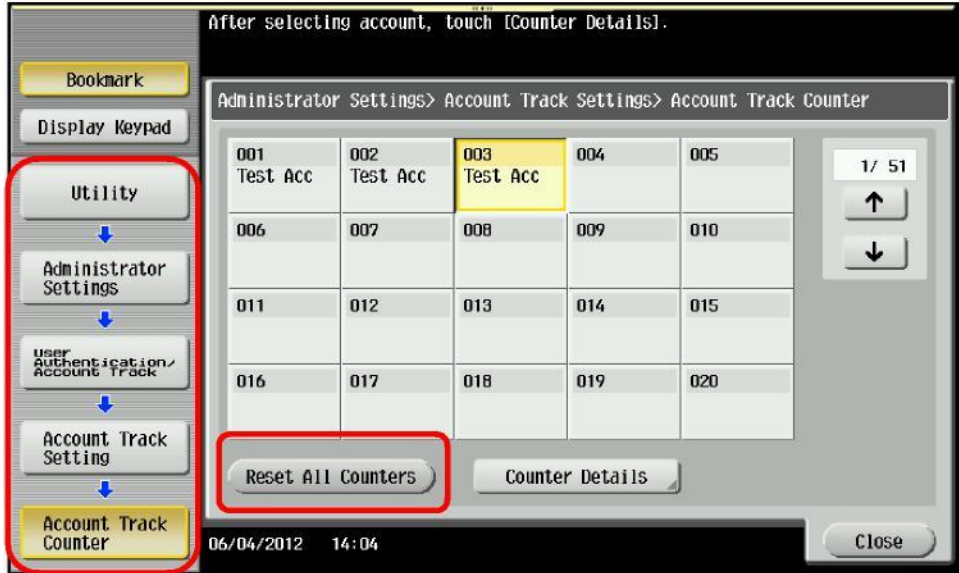 After selecting account, touch [Counter Details].
Bookmark
Display Keypad
Utility
Administrator
Settings
User
Authentication/
Account Track
Account Track
Setting
Account Track
Counter
Administrator Settings> Account Track Settings> Account Track Counter
001
Test Acc
002
Test Acc
003
Test Acc
004
005
006
007
008
009
010
011
012
013
014
015
016
017
018
019
020
1/ 51
↑
↓
Reset All Counters
Counter Details
06/04/2012 14:04
Close